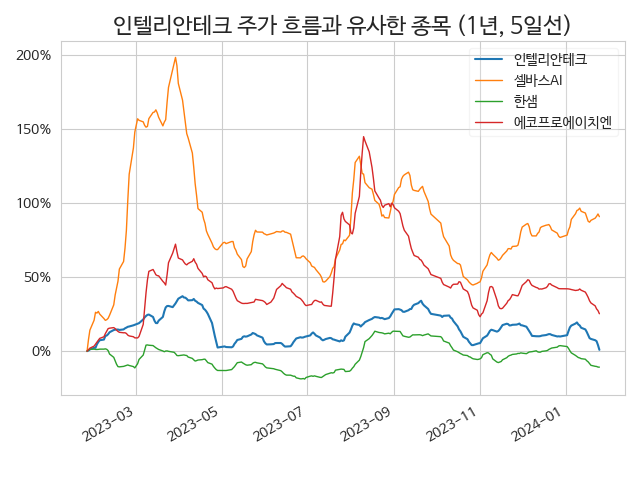 인텔리안테크 주가 흐름과 유사한 종목 (1년, 5일선)
인텔리안테크
셀바스AI
한샘
에코프로에이치엔
200%
150%
100%
50%
0%
2023-03
2023-05
2023-07
2023-09
2023-11
2024-01